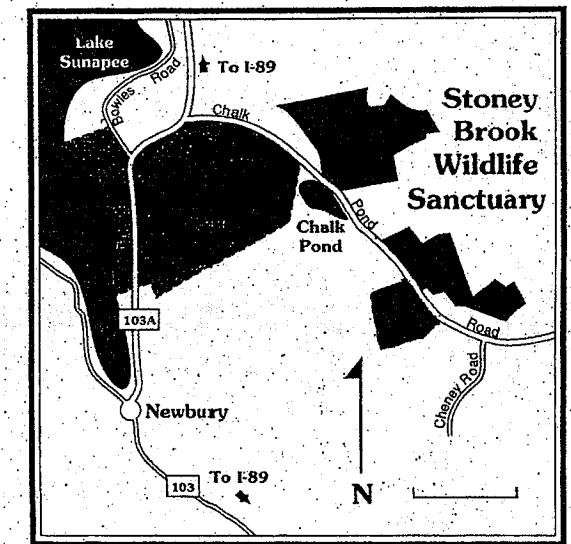 Lake
Sunapee
Bowles Road
To I-89
Chalk
Stoney
Brook
Wildlife
Sanctuary
Pond
Chalk
Pond
103A
Road
Cheney Road
Newbury
103
To I-89
N